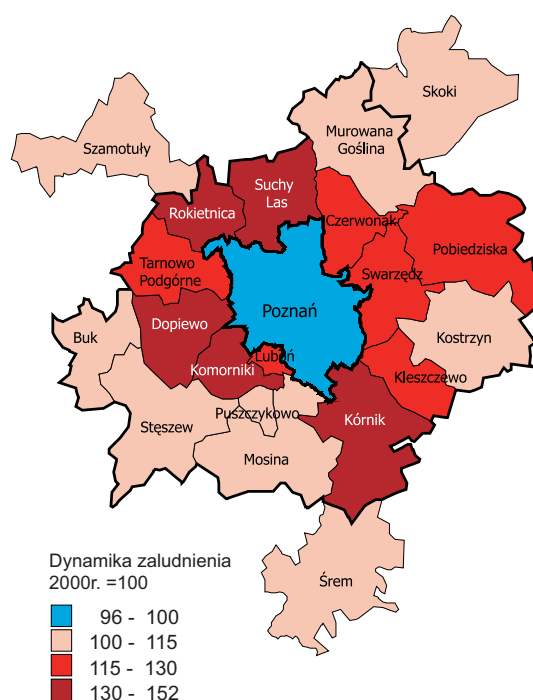 Skoki
Murowana
Goślina
Szamotuły
Suchy
Las
Rokietnica
Czerwonak
Pobiedziska
Tarnowo
Podgórne
Swarzędz
Poznań
Dopiewo
Buk
Kostrzyn
Luboń
Komorniki
Kleszczewo
Puszczykowo
Kórnik
Stęszew
Mosina
Śrem
Dynamika zaludnienia
2000r. =100
96 - 100
100 - 115
115 - 130
130 - 152